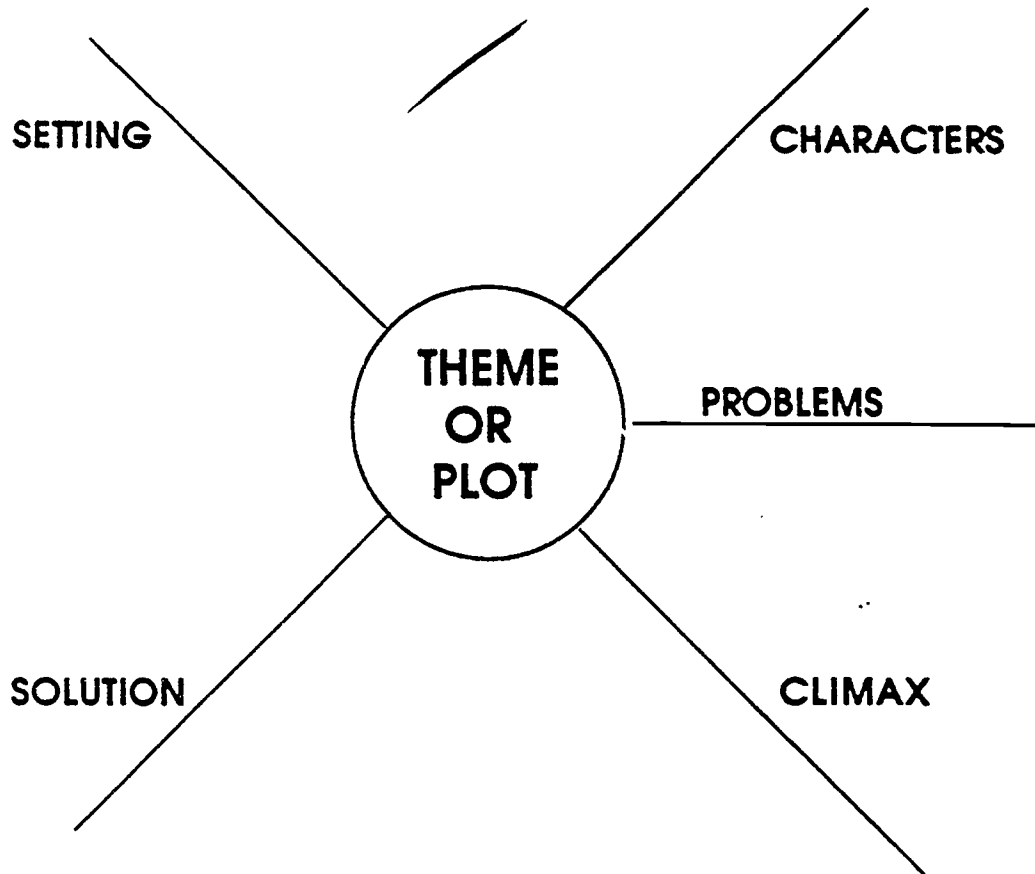 SETTING
CHARACTERS
THEME
OR
PLOT
PROBLEMS
SOLUTION
CLIMAX